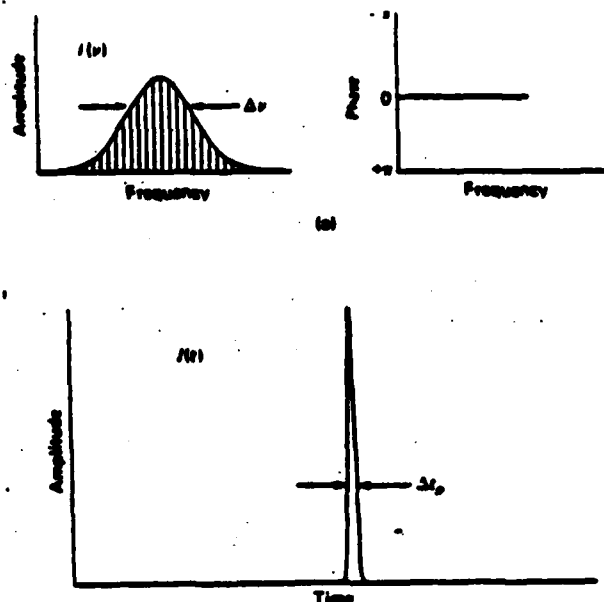 I(ν)
Amplitude
Δν
Frequency
Phase
0
+π
Frequency
(a)
I(t)
Amplitude
Δtₚ
Time